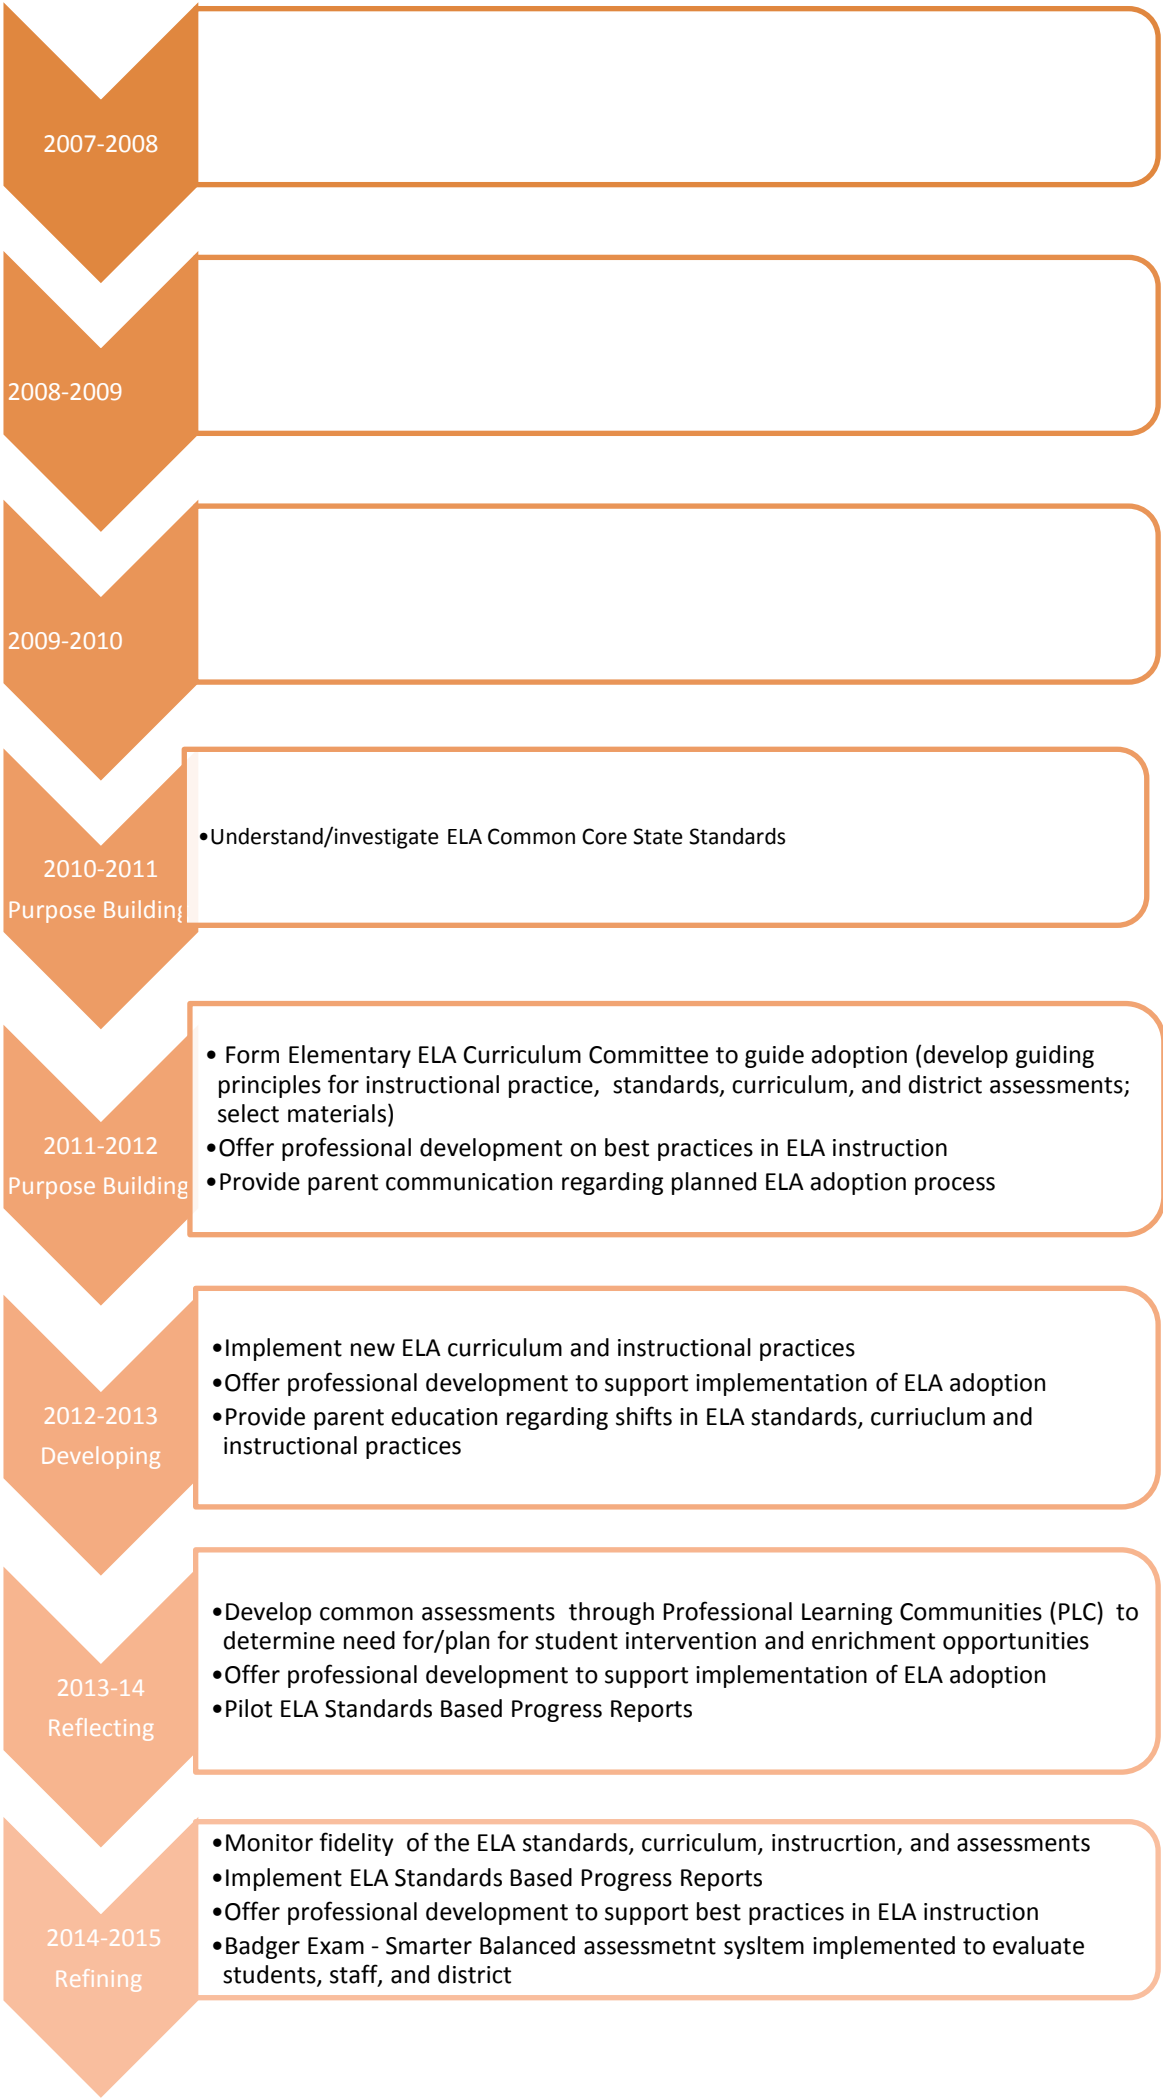 2007-2008
2008-2009
2009-2010
2010-2011
Purpose Building
•Understand/investigate ELA Common Core State Standards
2011-2012
Purpose Building
• Form Elementary ELA Curriculum Committee to guide adoption (develop guiding
principles for instructional practice, standards, curriculum, and district assessments;
select materials)
•Offer professional development on best practices in ELA instruction
•Provide parent communication regarding planned ELA adoption process
2012-2013
Developing
•Implement new ELA curriculum and instructional practices
•Offer professional development to support implementation of ELA adoption
•Provide parent education regarding shifts in ELA standards, curriuclum and
instructional practices
2013-14
Reflecting
•Develop common assessments through Professional Learning Communities (PLC) to
determine need for/plan for student intervention and enrichment opportunities
•Offer professional development to support implementation of ELA adoption
•Pilot ELA Standards Based Progress Reports
2014-2015
Refining
•Monitor fidelity of the ELA standards, curriculum, instrucrtion, and assessments
•Implement ELA Standards Based Progress Reports
•Offer professional development to support best practices in ELA instruction
•Badger Exam - Smarter Balanced assessmetnt sysltem implemented to evaluate
students, staff, and district